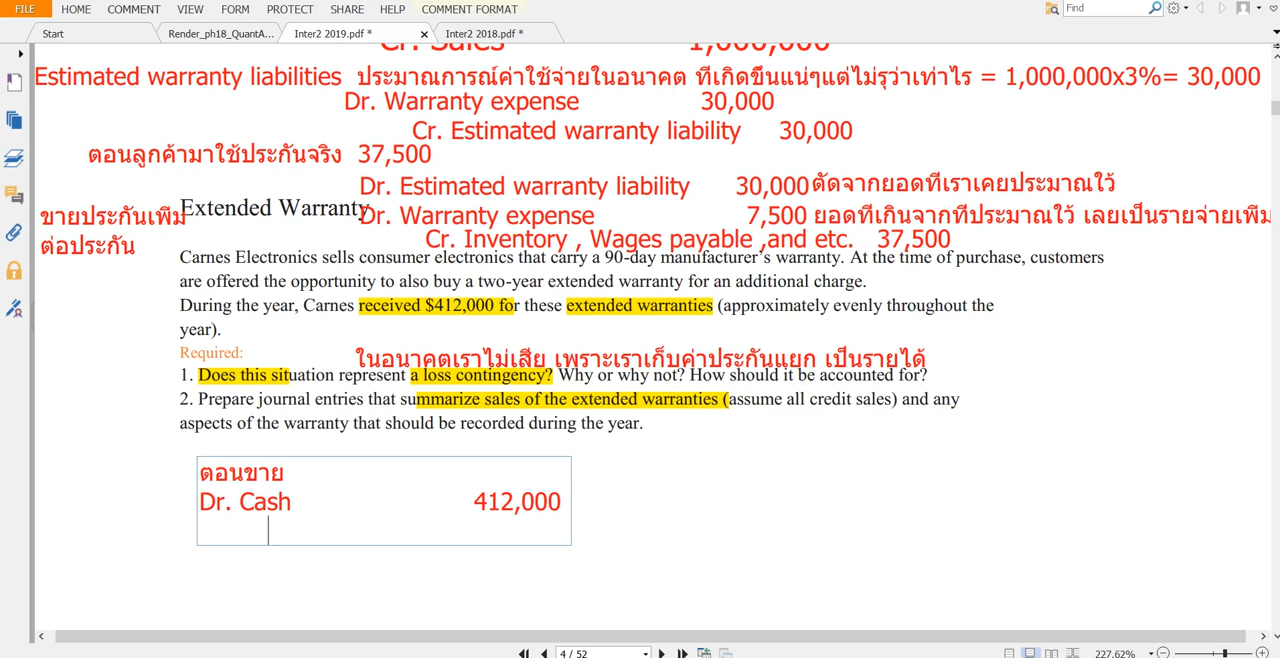 FILE HOME COMMENT VIEW FORM PROTECT SHARE HELP COMMENT FORMAT Find
Start Render_ph18_QuantA... Inter2 2019.pdf * Inter2 2018.pdf *
Cr. Sales 1,000,000
Estimated warranty liabilities ประมาณการณ์ค่าใช้จ่ายในอนาคต ที่เกิดขึ้นแน่ๆแต่ไม่รุ้ว่าเท่าไร = 1,000,000x3%= 30,000
Dr. Warranty expense 30,000
Cr. Estimated warranty liability 30,000
ตอนลูกค้ามาใช้ประกันจริง 37,500
Dr. Estimated warranty liability 30,000 ตัดจากยอดที่เราเคยประมาณใว้
ขายประกันเพิ่ม Extended Warranty Dr. Warranty expense 7,500 ยอดที่เกินจากที่ประมาณใว้ เลยเป็นรายจ่ายเพิ่ม
ต่อประกัน Cr. Inventory , Wages payable ,and etc. 37,500
Carnes Electronics sells consumer electronics that carry a 90-day manufacturer's warranty. At the time of purchase, customers
are offered the opportunity to also buy a two-year extended warranty for an additional charge.
During the year, Carnes received $412,000 for these extended warranties (approximately evenly throughout the
year).
Required:
ในอนาคตเราไม่เสีย เพราะเราเก็บค่าประกันแยก เป็นรายได้
1. Does this situation represent a loss contingency? Why or why not? How should it be accounted for?
2. Prepare journal entries that summarize sales of the extended warranties (assume all credit sales) and any
aspects of the warranty that should be recorded during the year.
ตอนขาย
Dr. Cash 412,000
4 / 52 227.62%